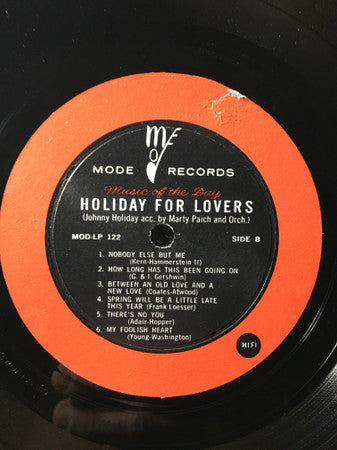 mode
MODE RECORDS
Music of the Day
HOLIDAY FOR LOVERS
(Johnny Holiday acc. by Marty Paich and Orch.)
MOD-LP 122 SIDE B
1. NOBODY ELSE BUT ME
(Kern-Hammerstein II)
2. HOW LONG HAS THIS BEEN GOING ON
(G. & I. Gershwin)
3. BETWEEN AN OLD LOVE AND A
NEW LOVE (Coates-Atwood)
4. SPRING WILL BE A LITTLE LATE
THIS YEAR (Frank Loesser)
5. THERE'S NO YOU
(Adair-Hopper)
6. MY FOOLISH HEART
(Young-Washington)
HIFI